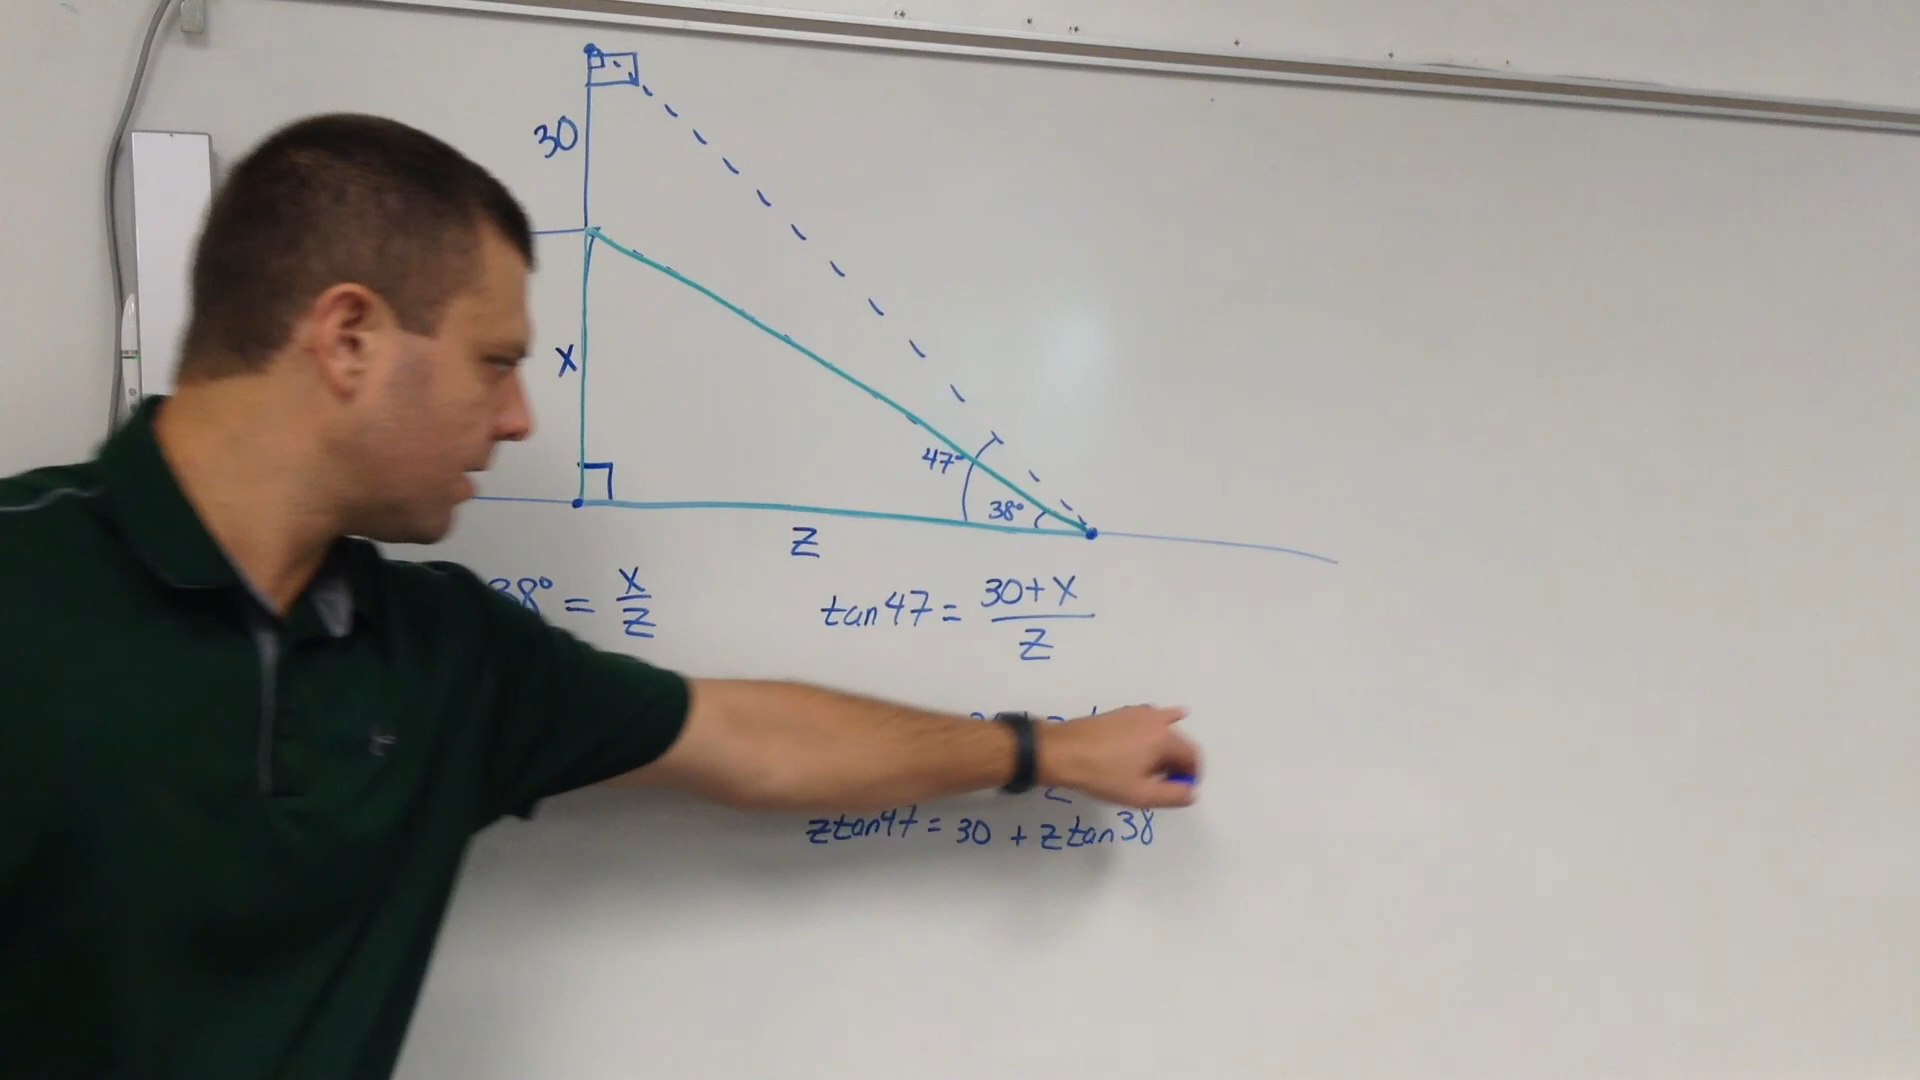 30
X
47°
38°
Z
38° = X/Z
tan47 = 30+X/Z
ztan47 = 30 + ztan38